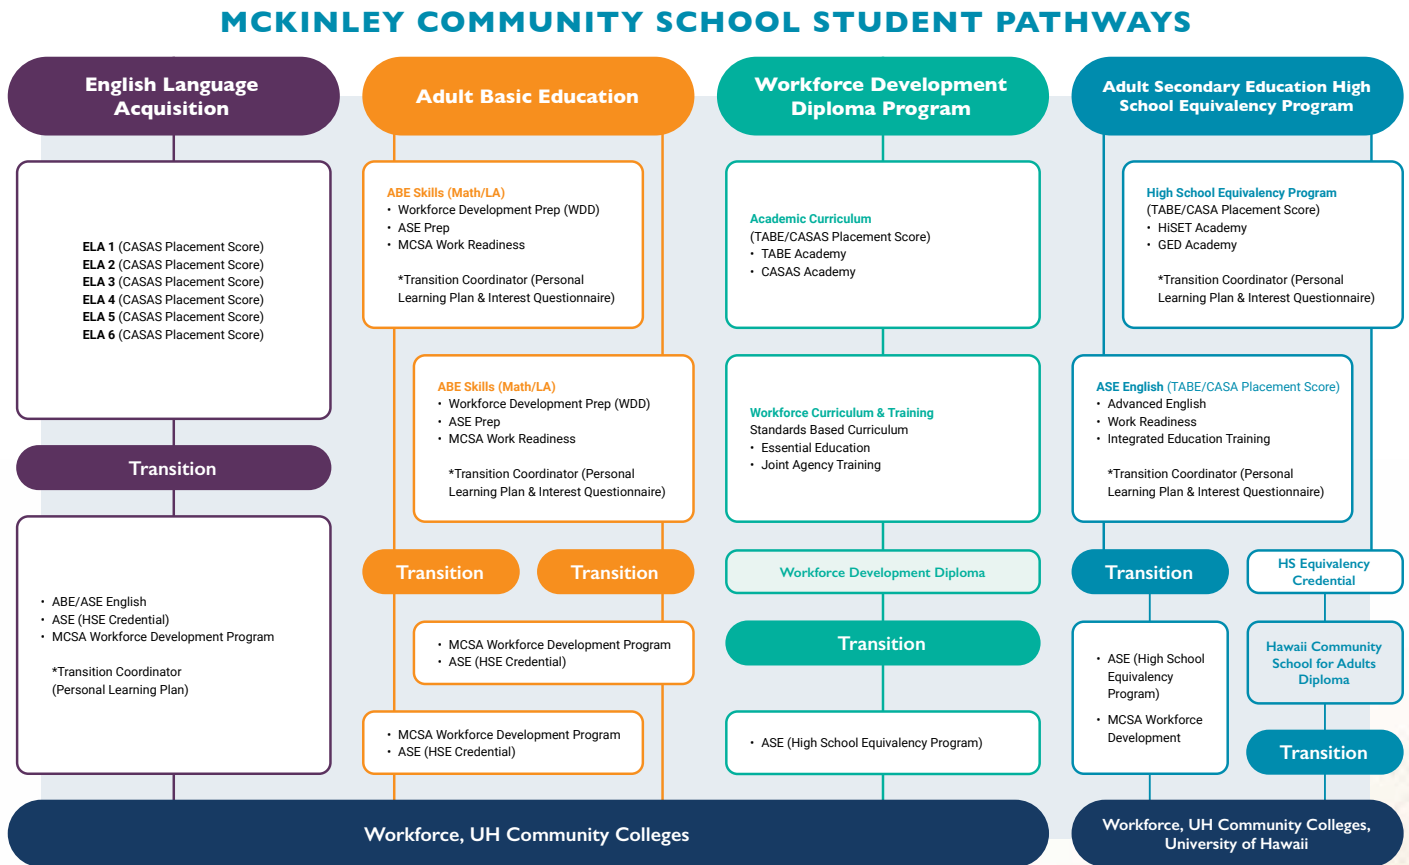 MCKINLEY COMMUNITY SCHOOL STUDENT PATHWAYS
English Language
Acquisition
ELA 1 (CASAS Placement Score)
ELA 2 (CASAS Placement Score)
ELA 3 (CASAS Placement Score)
ELA 4 (CASAS Placement Score)
ELA 5 (CASAS Placement Score)
ELA 6 (CASAS Placement Score)
Transition
• ABE/ASE English
• ASE (HSE Credential)
• MCSA Workforce Development Program
*Transition Coordinator
(Personal Learning Plan)
Adult Basic Education
ABE Skills (Math/LA)
• Workforce Development Prep (WDD)
• ASE Prep
• MCSA Work Readiness
*Transition Coordinator (Personal
Learning Plan & Interest Questionnaire)
ABE Skills (Math/LA)
• Workforce Development Prep (WDD)
• ASE Prep
• MCSA Work Readiness
*Transition Coordinator (Personal
Learning Plan & Interest Questionnaire)
Transition
Transition
• MCSA Workforce Development Program
• ASE (HSE Credential)
• MCSA Workforce Development Program
• ASE (HSE Credential)
Workforce Development
Diploma Program
Academic Curriculum
(TABE/CASAS Placement Score)
• TABE Academy
• CASAS Academy
Workforce Curriculum & Training
Standards Based Curriculum
• Essential Education
• Joint Agency Training
Workforce Development Diploma
Transition
• ASE (High School Equivalency Program)
Workforce, UH Community Colleges
Adult Secondary Education High
School Equivalency Program
High School Equivalency Program
(TABE/CASA Placement Score)
• HiSET Academy
• GED Academy
*Transition Coordinator (Personal
Learning Plan & Interest Questionnaire)
ASE English (TABE/CASA Placement Score)
• Advanced English
• Work Readiness
• Integrated Education Training
*Transition Coordinator (Personal
Learning Plan & Interest Questionnaire)
Transition
• ASE (High School
Equivalency
Program)
• MCSA Workforce
Development
HS Equivalency
Credential
Hawaii Community
School for Adults
Diploma
Transition
Workforce, UH Community Colleges,
University of Hawaii